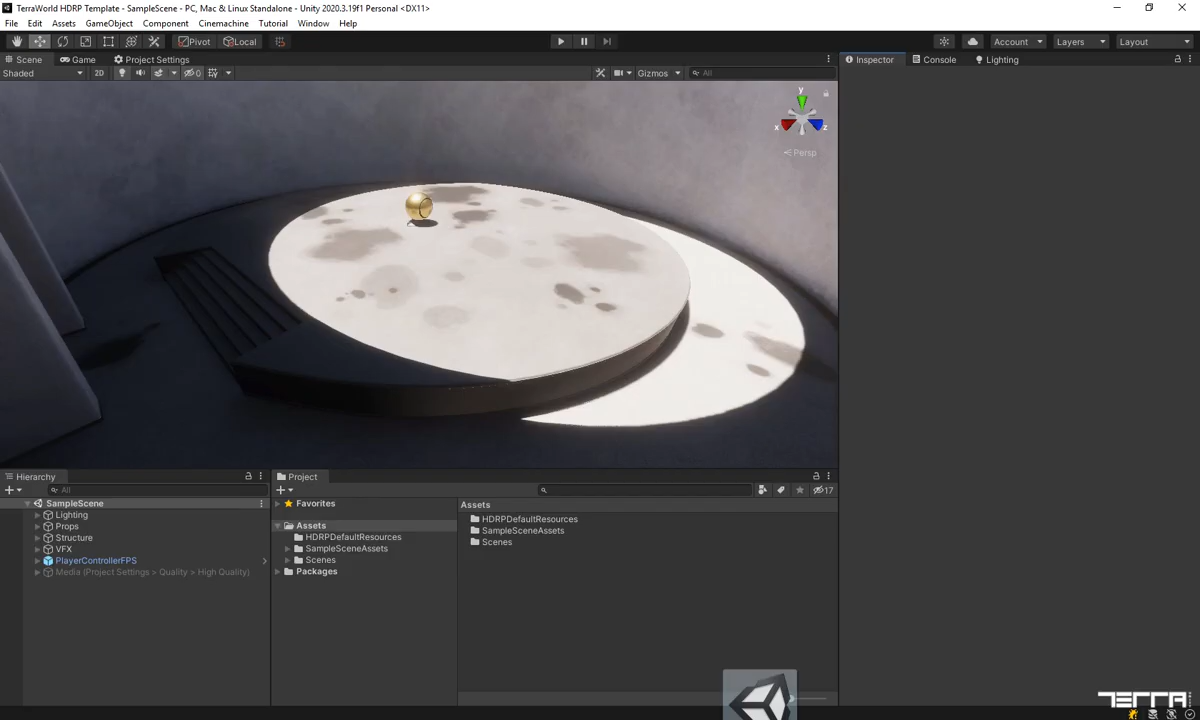 TerraWorld HDRP Template - SampleScene - PC, Mac & Linux Standalone - Unity 2020.3.19f1 Personal <DX11>
File Edit Assets GameObject Component Cinemachine Tutorial Window Help
Pivot Local Account Layers Layout
Scene Game Project Settings Inspector Console Lighting
Shaded 2D 0 Gizmos All
y
x z
Persp
Hierarchy Project
All 17
SampleScene
Lighting
Props
Structure
VFX
PlayerControllerFPS
Media (Project Settings > Quality > High Quality)
Favorites
Assets
HDRPDefaultResources
SampleSceneAssets
Scenes
Packages
Assets
HDRPDefaultResources
SampleSceneAssets
Scenes
TERRA